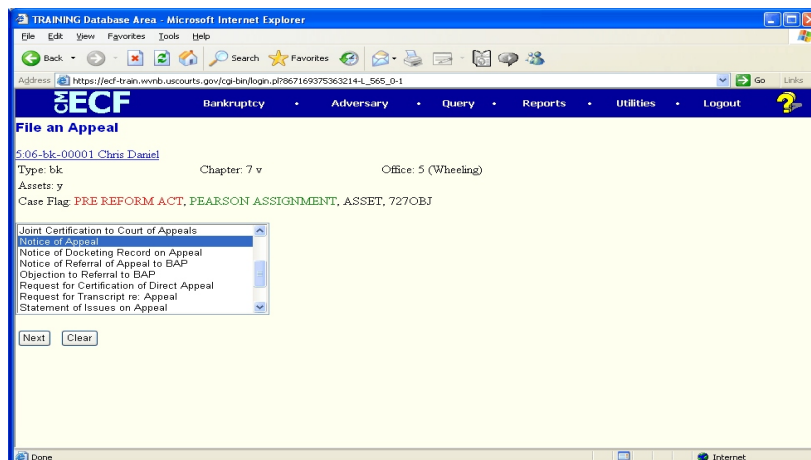 TRAINING Database Area - Microsoft Internet Explorer
File Edit View Favorites Tools Help
Back Search Favorites
Address https://ecf-train.wvnb.uscourts.gov/cgi-bin/login.pl?867169375363214-L_565_0-1 Go Links
CM ECF Bankruptcy • Adversary • Query • Reports • Utilities • Logout ?
File an Appeal
5:06-bk-00001 Chris Daniel
Type: bk Chapter: 7 v Office: 5 (Wheeling)
Assets: y
Case Flag: PRE REFORM ACT, PEARSON ASSIGNMENT, ASSET, 727OBJ
Joint Certification to Court of Appeals
Notice of Appeal
Notice of Docketing Record on Appeal
Notice of Referral of Appeal to BAP
Objection to Referral to BAP
Request for Certification of Direct Appeal
Request for Transcript re: Appeal
Statement of Issues on Appeal
Next Clear
Done Internet